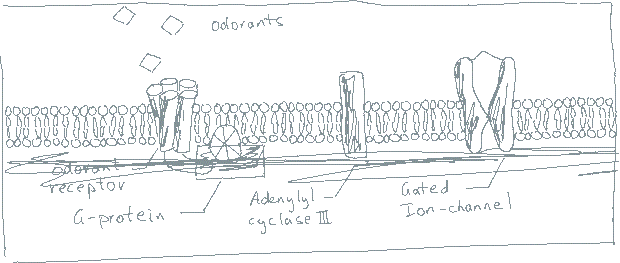 odorants
odorant
receptor
G-protein
Adenylyl
cyclase III
Gated
Ion-channel